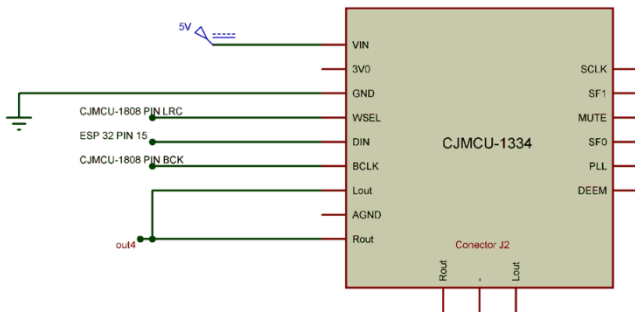 5V
VIN
3V0
SCLK
GND
SF1
CJMCU-1808 PIN LRC
WSEL
MUTE
ESP 32 PIN 15
DIN
CJMCU-1334
SF0
CJMCU-1808 PIN BCK
BCLK
PLL
Lout
DEEM
AGND
out4
Rout
Conector J2
Rout
-
Lout